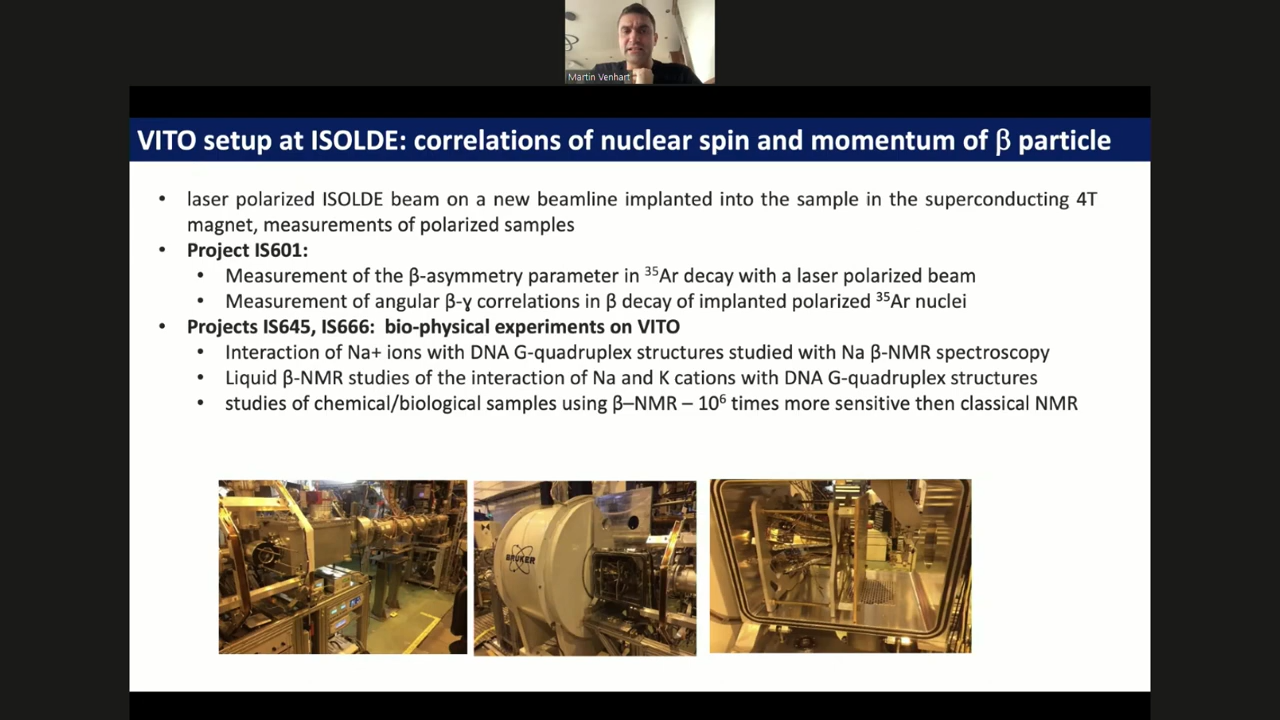 Martin Venhart
VITO setup at ISOLDE: correlations of nuclear spin and momentum of β particle
• laser polarized ISOLDE beam on a new beamline implanted into the sample in the superconducting 4T
magnet, measurements of polarized samples
• Project IS601:
• Measurement of the β-asymmetry parameter in ³⁵Ar decay with a laser polarized beam
• Measurement of angular β-ɣ correlations in β decay of implanted polarized ³⁵Ar nuclei
• Projects IS645, IS666: bio-physical experiments on VITO
• Interaction of Na+ ions with DNA G-quadruplex structures studied with Na β-NMR spectroscopy
• Liquid β-NMR studies of the interaction of Na and K cations with DNA G-quadruplex structures
• studies of chemical/biological samples using β–NMR – 10⁶ times more sensitive then classical NMR
BRUKER